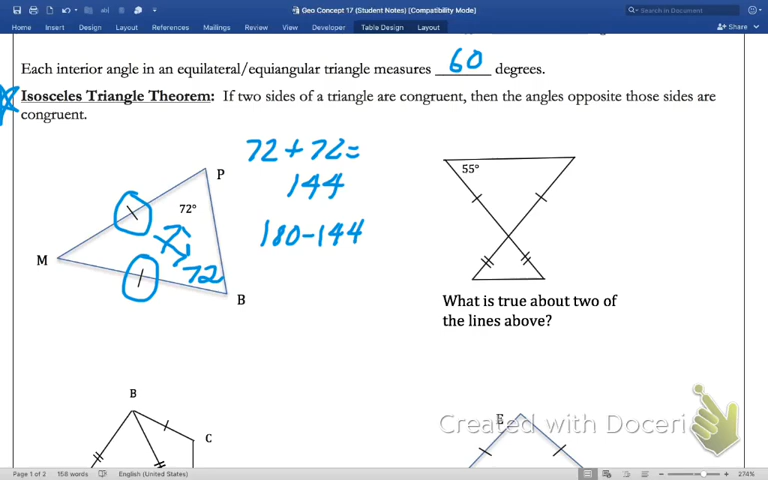 Geo Concept 17 (Student Notes) [Compatibility Mode]
Search in Document
Home Insert Design Layout References Mailings Review View Developer Table Design Layout Share
Each interior angle in an equilateral/equiangular triangle measures 60 degrees.
Isosceles Triangle Theorem: If two sides of a triangle are congruent, then the angles opposite those sides are
congruent.
72+72=
144
180-144
P
72°
M
72
B
55°
What is true about two of
the lines above?
B
C
E
Created with Doceri
Page 1 of 2 158 words English (United States) 274%